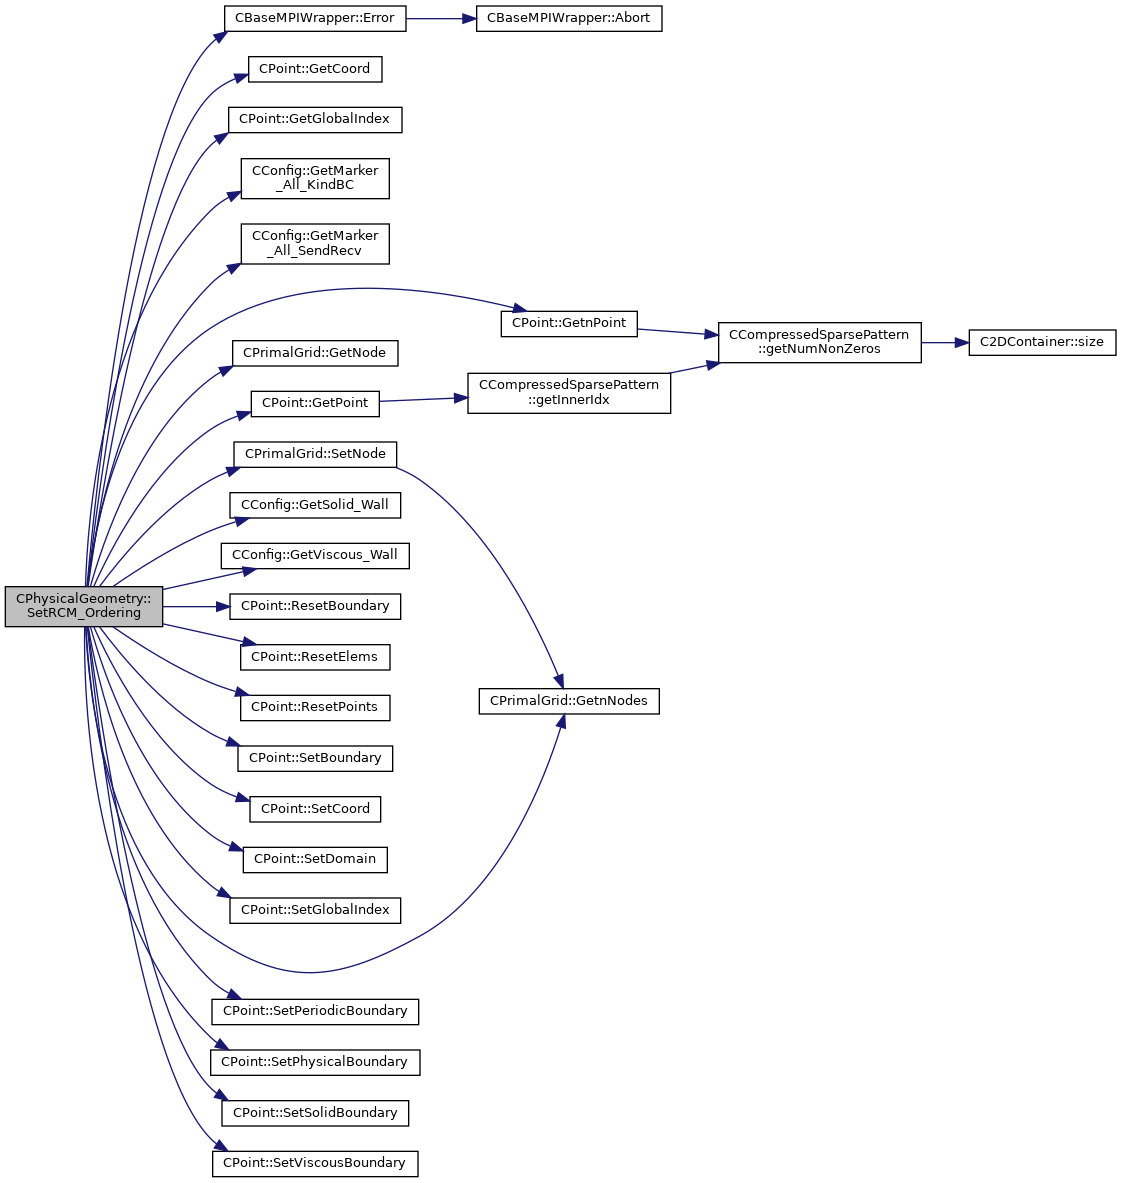 CBaseMPIWrapper::Error
CBaseMPIWrapper::Abort
CPoint::GetCoord
CPoint::GetGlobalIndex
CConfig::GetMarker
_All_KindBC
CConfig::GetMarker
_All_SendRecv
CPoint::GetnPoint
CCompressedSparsePattern
::getNumNonZeros
C2DContainer::size
CPrimalGrid::GetNode
CPoint::GetPoint
CCompressedSparsePattern
::getInnerIdx
CPrimalGrid::SetNode
CConfig::GetSolid_Wall
CConfig::GetViscous_Wall
CPhysicalGeometry::
SetRCM_Ordering
CPoint::ResetBoundary
CPoint::ResetElems
CPoint::ResetPoints
CPrimalGrid::GetnNodes
CPoint::SetBoundary
CPoint::SetCoord
CPoint::SetDomain
CPoint::SetGlobalIndex
CPoint::SetPeriodicBoundary
CPoint::SetPhysicalBoundary
CPoint::SetSolidBoundary
CPoint::SetViscousBoundary